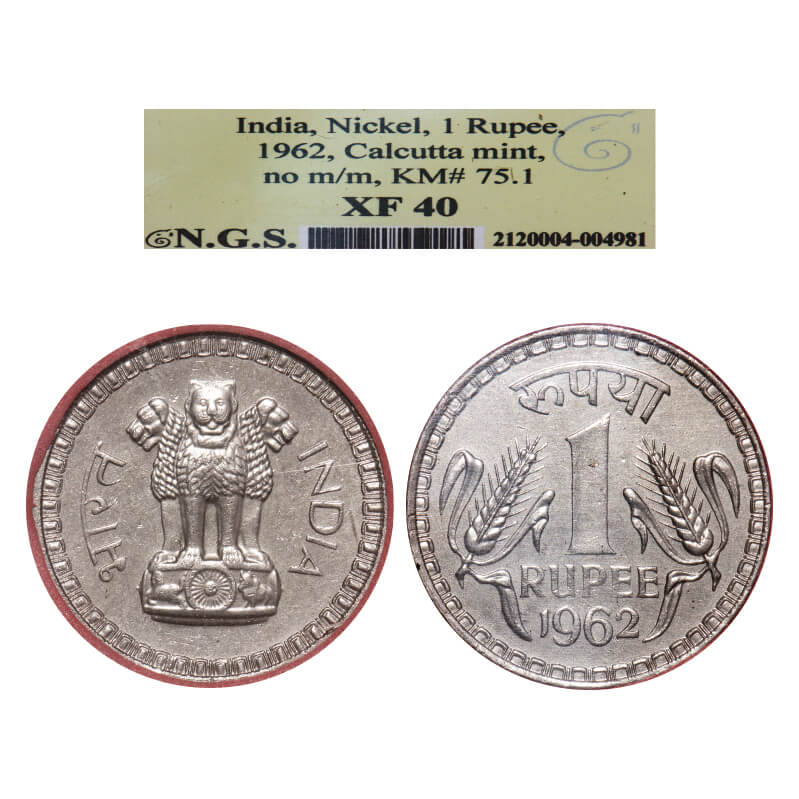 India, Nickel, 1 Rupee,
1962, Calcutta mint,
no m/m, KM# 75.1
XF 40
N.G.S. 2120004-004981
भारत
INDIA
रूपया
1
RUPEE
1962